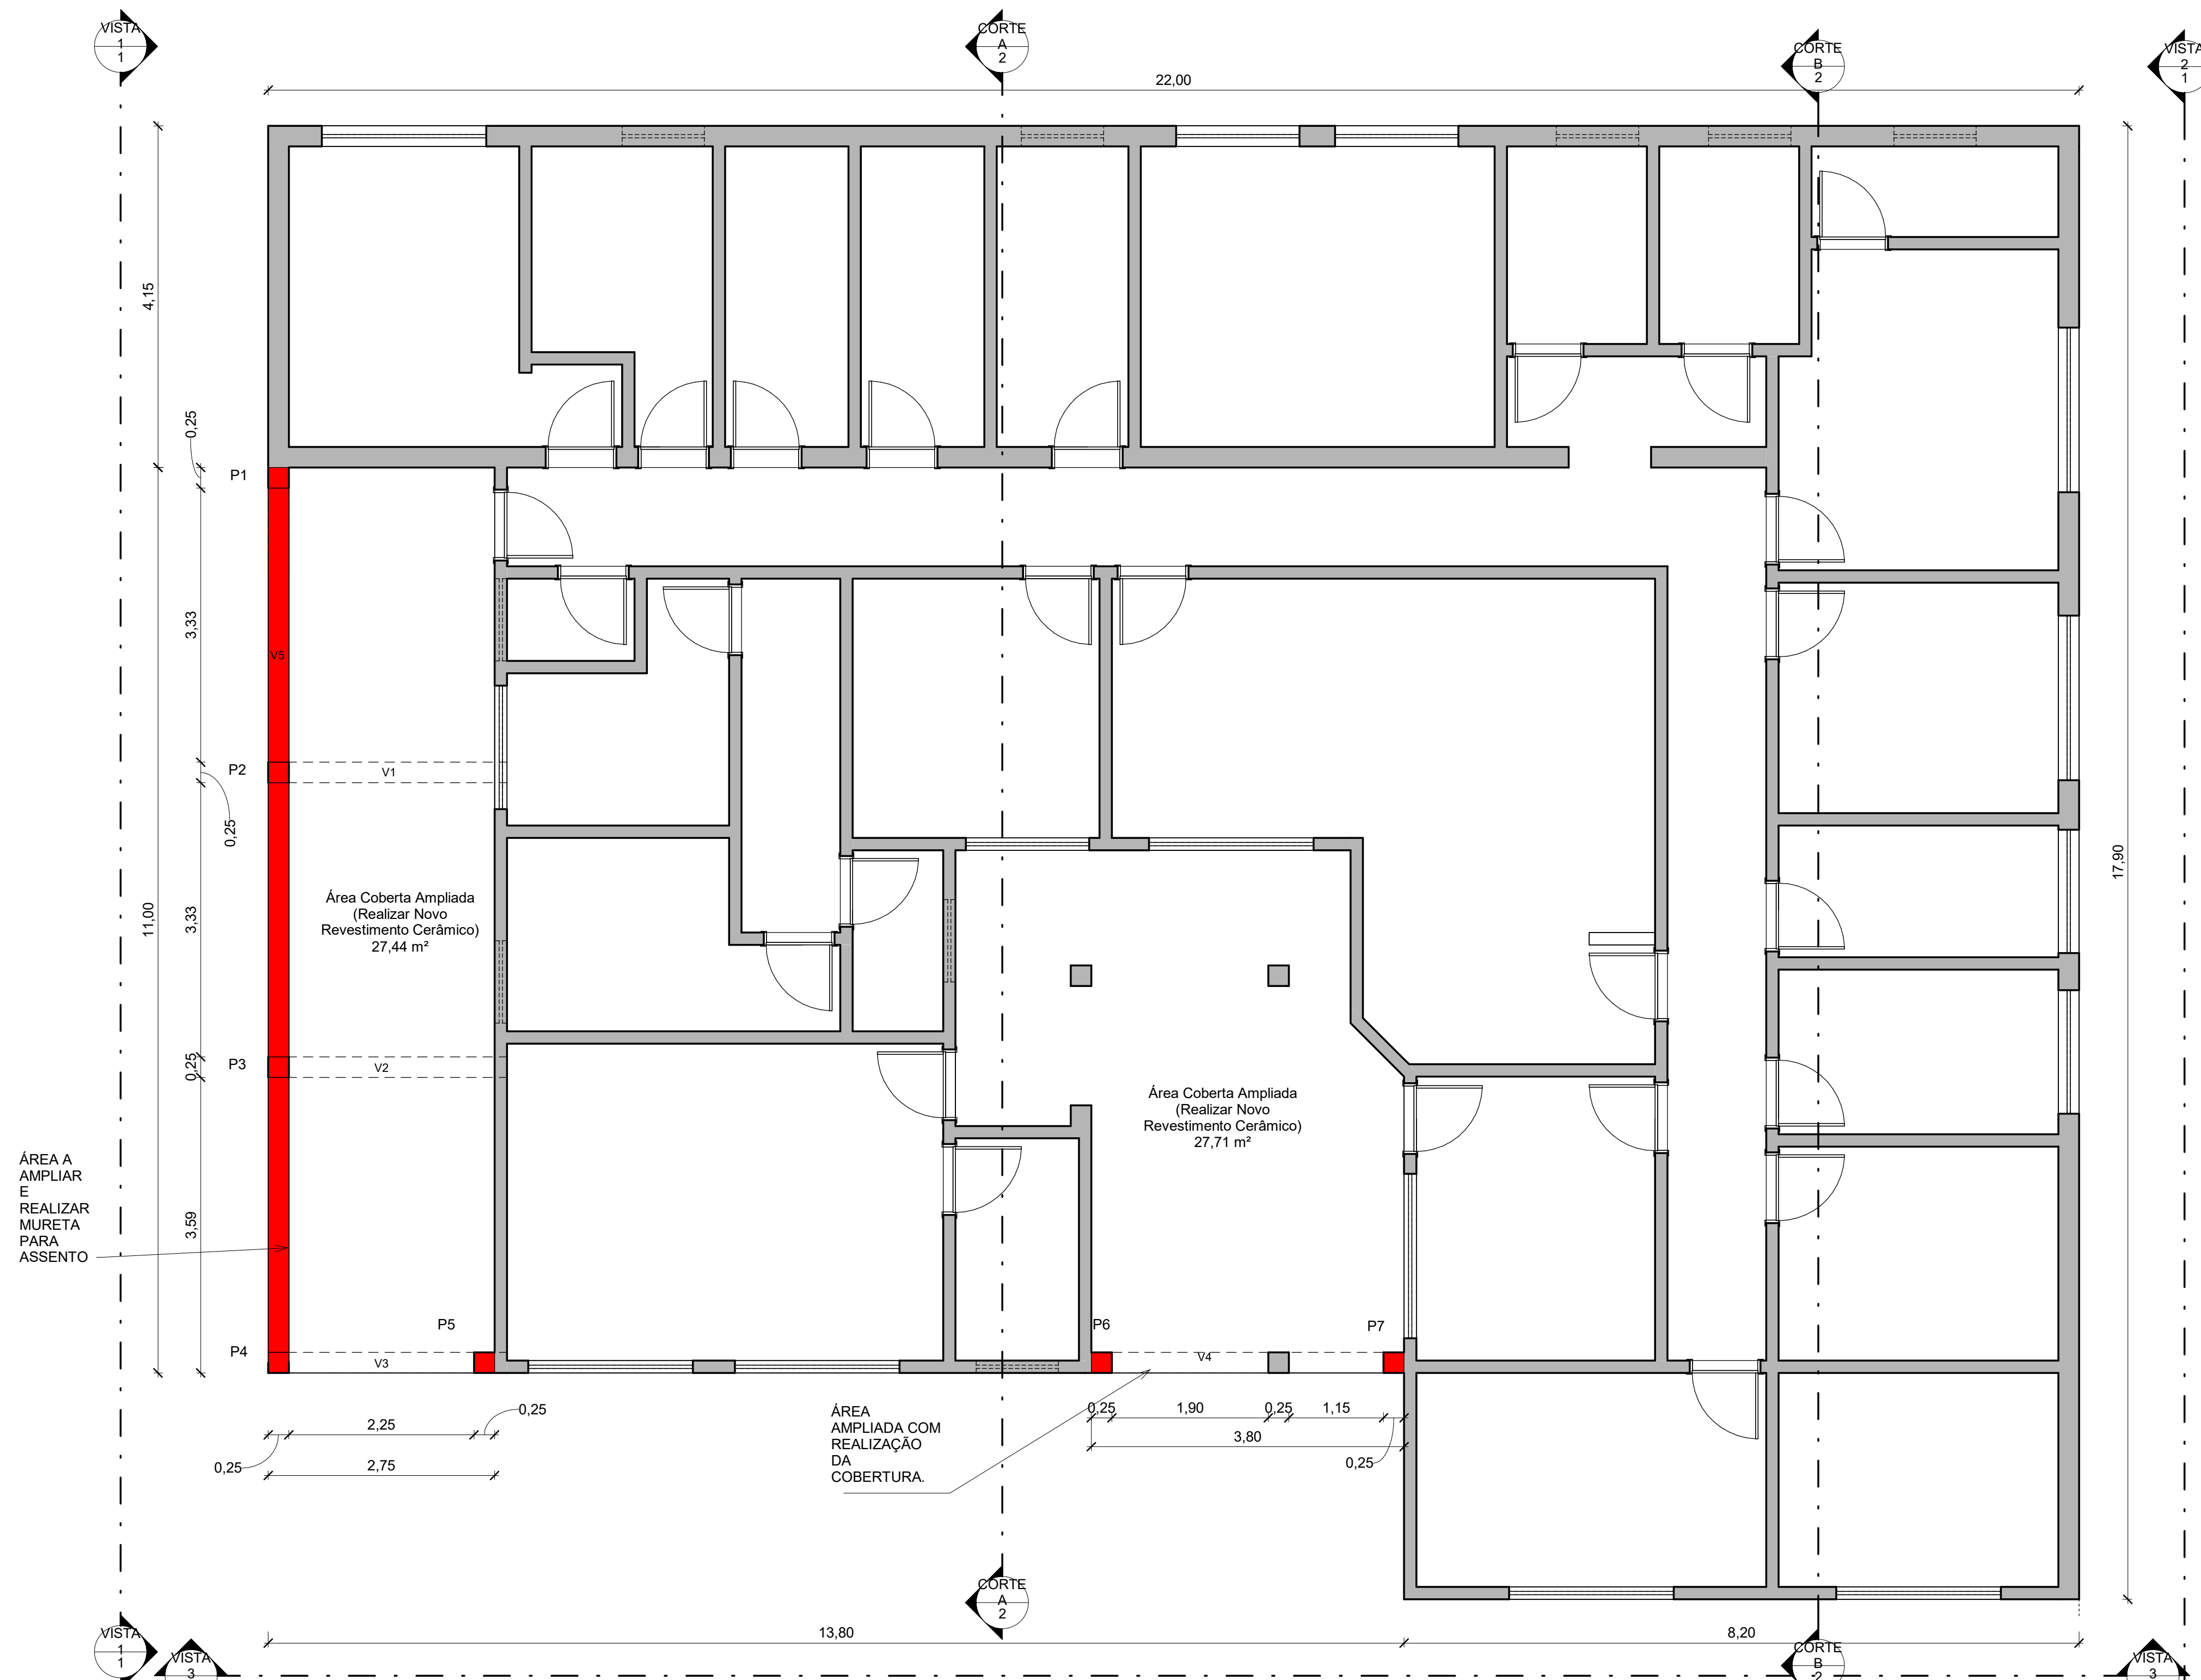 VISTA
1
1
CORTE
A
2
CORTE
B
2
VISTA
2
1
22,00
4,15
0,25
P1
3,33
V5
P2
V1
0,25
11,00
3,33
17,90
Área Coberta Ampliada
(Realizar Novo
Revestimento Cerâmico)
27,44 m²
0,25
P3
V2
Área Coberta Ampliada
(Realizar Novo
Revestimento Cerâmico)
27,71 m²
ÁREA A
AMPLIAR
E
REALIZAR
MURETA
PARA
ASSENTO
3,59
P5
P6
P7
P4
V3
V4
0,25
2,25
0,25
2,75
ÁREA
AMPLIADA COM
REALIZAÇÃO
DA
COBERTURA.
0,25
1,90
0,25
1,15
3,80
0,25
CORTE
A
2
13,80
8,20
VISTA
1
1
VISTA
3
CORTE
B
2
VISTA
3